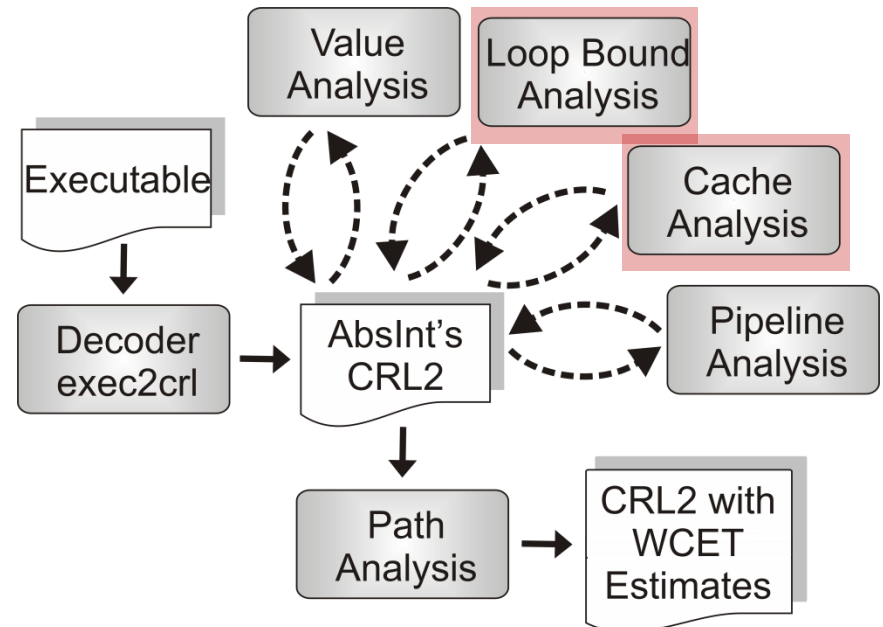 Value
Analysis
Loop Bound
Analysis
Executable
Cache
Analysis
Decoder
exec2crl
AbsInt's
CRL2
Pipeline
Analysis
Path
Analysis
CRL2 with
WCET
Estimates